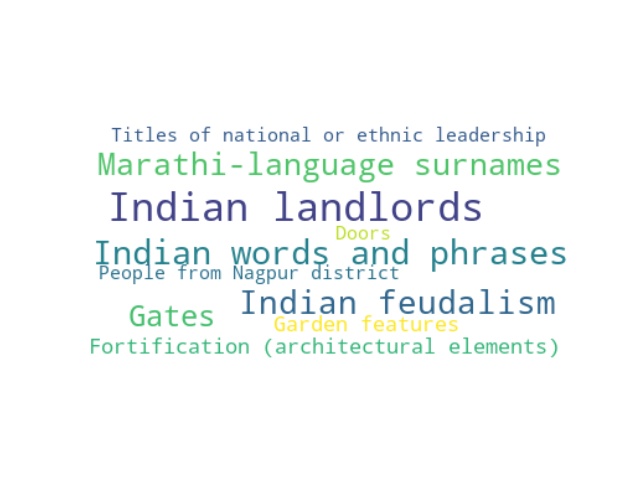 Titles of national or ethnic leadership
Marathi-language surnames
Indian landlords
Doors
Indian words and phrases
People from Nagpur district
Indian feudalism
Gates
Garden features
Fortification (architectural elements)